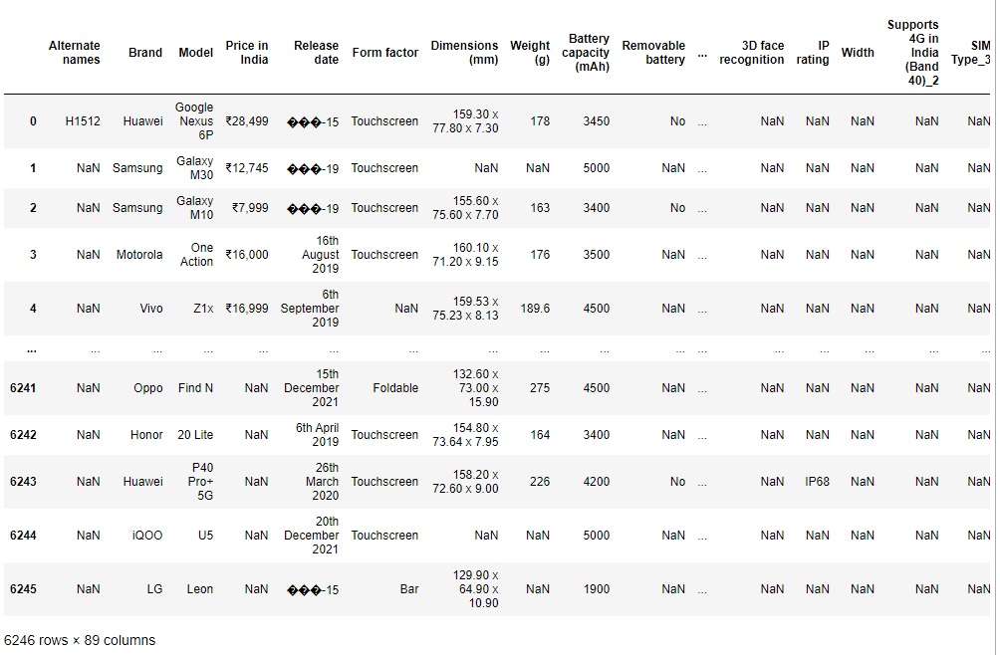 Alternate names Brand Model Price in India Release date Form factor Dimensions (mm) Weight (g) Battery capacity (mAh) Removable battery ... 3D face recognition IP rating Width Supports 4G in India (Band 40)_2 SIM Type_3
0 H1512 Huawei Google Nexus 6P ₹28,499 ���-15 Touchscreen 159.30 x 77.80 x 7.30 178 3450 No ... NaN NaN NaN NaN NaN
1 NaN Samsung Galaxy M30 ₹12,745 ���-19 Touchscreen NaN NaN 5000 NaN ... NaN NaN NaN NaN NaN
2 NaN Samsung Galaxy M10 ₹7,999 ���-19 Touchscreen 155.60 x 75.60 x 7.70 163 3400 No ... NaN NaN NaN NaN NaN
3 NaN Motorola One Action ₹16,000 16th August 2019 Touchscreen 160.10 x 71.20 x 9.15 176 3500 NaN ... NaN NaN NaN NaN NaN
4 NaN Vivo Z1x ₹16,999 6th September 2019 NaN 159.53 x 75.23 x 8.13 189.6 4500 NaN ... NaN NaN NaN NaN NaN
... ... ... ... ... ... ... ... ... ... ... ... ... ... ... ... ...
6241 NaN Oppo Find N NaN 15th December 2021 Foldable 132.60 x 73.00 x 15.90 275 4500 NaN ... NaN NaN NaN NaN NaN
6242 NaN Honor 20 Lite NaN 6th April 2019 Touchscreen 154.80 x 73.64 x 7.95 164 3400 NaN ... NaN NaN NaN NaN NaN
6243 NaN Huawei P40 Pro+ 5G NaN 26th March 2020 Touchscreen 158.20 x 72.60 x 9.00 226 4200 No ... NaN IP68 NaN NaN NaN
6244 NaN iQOO U5 NaN 20th December 2021 Touchscreen NaN NaN 5000 NaN ... NaN NaN NaN NaN NaN
6245 NaN LG Leon NaN ���-15 Bar 129.90 x 64.90 x 10.90 NaN 1900 NaN ... NaN NaN NaN NaN NaN
6246 rows × 89 columns